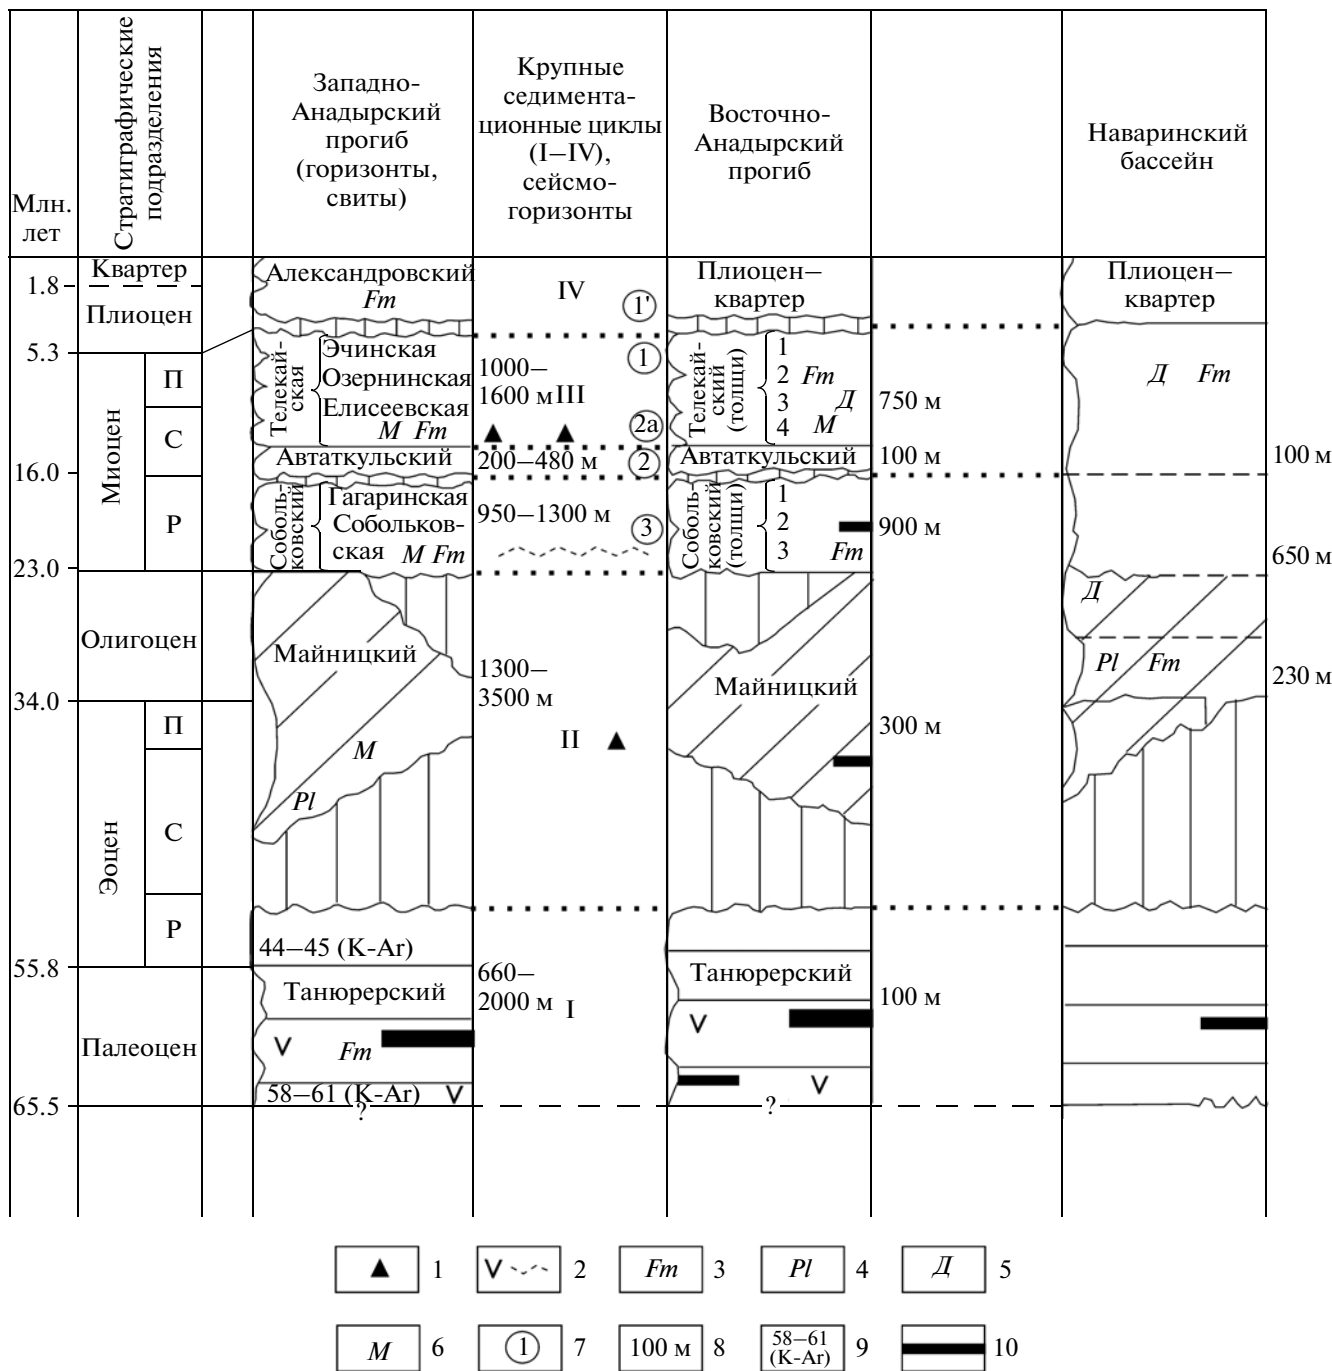 Млн.
лет
Стратиграфические
подразделения
Западно-
Анадырский
прогиб
(горизонты,
свиты)
Крупные
седимента-
ционные циклы
(I–IV),
сейсмо-
горизонты
Восточно-
Анадырский
прогиб
Наваринский
бассейн
Квартер
1.8
Плиоцен
5.3
Миоцен
П
С
16.0
Р
23.0
Олигоцен
34.0
Эоцен
П
С
Р
55.8
Палеоцен
65.5
Александровский
Fm
Телекай-
ская
Эчинская
Озернинская
Елисеевская
M Fm
Автаткульский
Соболь-
ковский
Гагаринская
Собольков-
ская M Fm
Майницкий
M
Pl
44–45 (K-Ar)
Танюрерский
V Fm
58–61 (K-Ar) V
?
IV
1'
1
1000–
1600 м III
2а
200–480 м 2
950–1300 м
3
1300–
3500 м
II
660–
2000 м I
Плиоцен–
квартер
Телекай-
ский
(толщи)
1
2 Fm
3 Д
4 M
Автаткульский
Соболь-
ковский
(толщи)
1
2
3 Fm
Майницкий
Танюрерский
V
V
?
750 м
100 м
900 м
300 м
100 м
Плиоцен–
квартер
Д Fm
Д
Pl Fm
100 м
650 м
230 м
1
V 2
Fm 3
Pl 4
Д 5
M 6
1 7
100 м 8
58–61
(K-Ar) 9
10